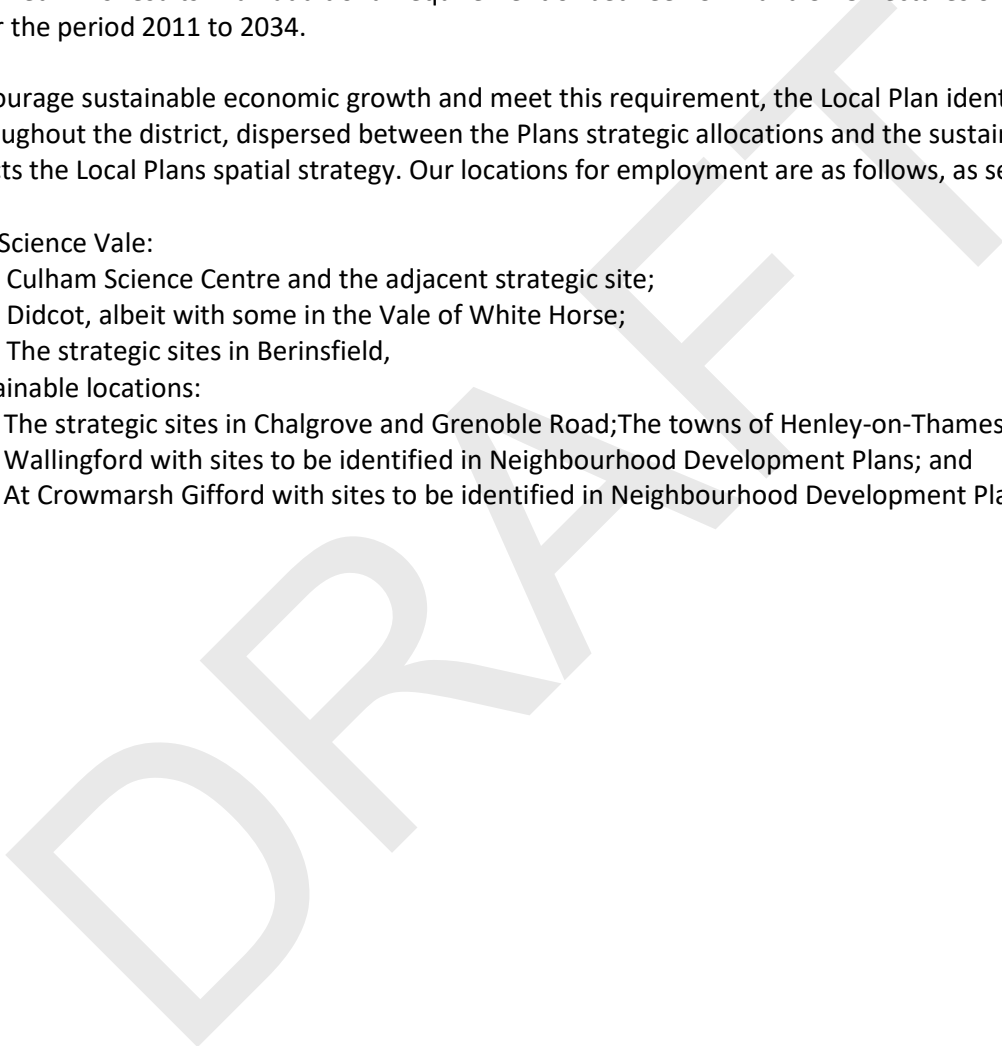 r the period 2011 to 2034.
ourage sustainable economic growth and meet this requirement, the Local Plan ident
ughout the district, dispersed between the Plans strategic allocations and the sustain
cts the Local Plans spatial strategy. Our locations for employment are as follows, as se
Science Vale:
Culham Science Centre and the adjacent strategic site;
Didcot, albeit with some in the Vale of White Horse;
The strategic sites in Berinsfield,
ainable locations:
The strategic sites in Chalgrove and Grenoble Road;The towns of Henley-on-Thames
Wallingford with sites to be identified in Neighbourhood Development Plans; and
At Crowmarsh Gifford with sites to be identified in Neighbourhood Development Pla
DRAFT